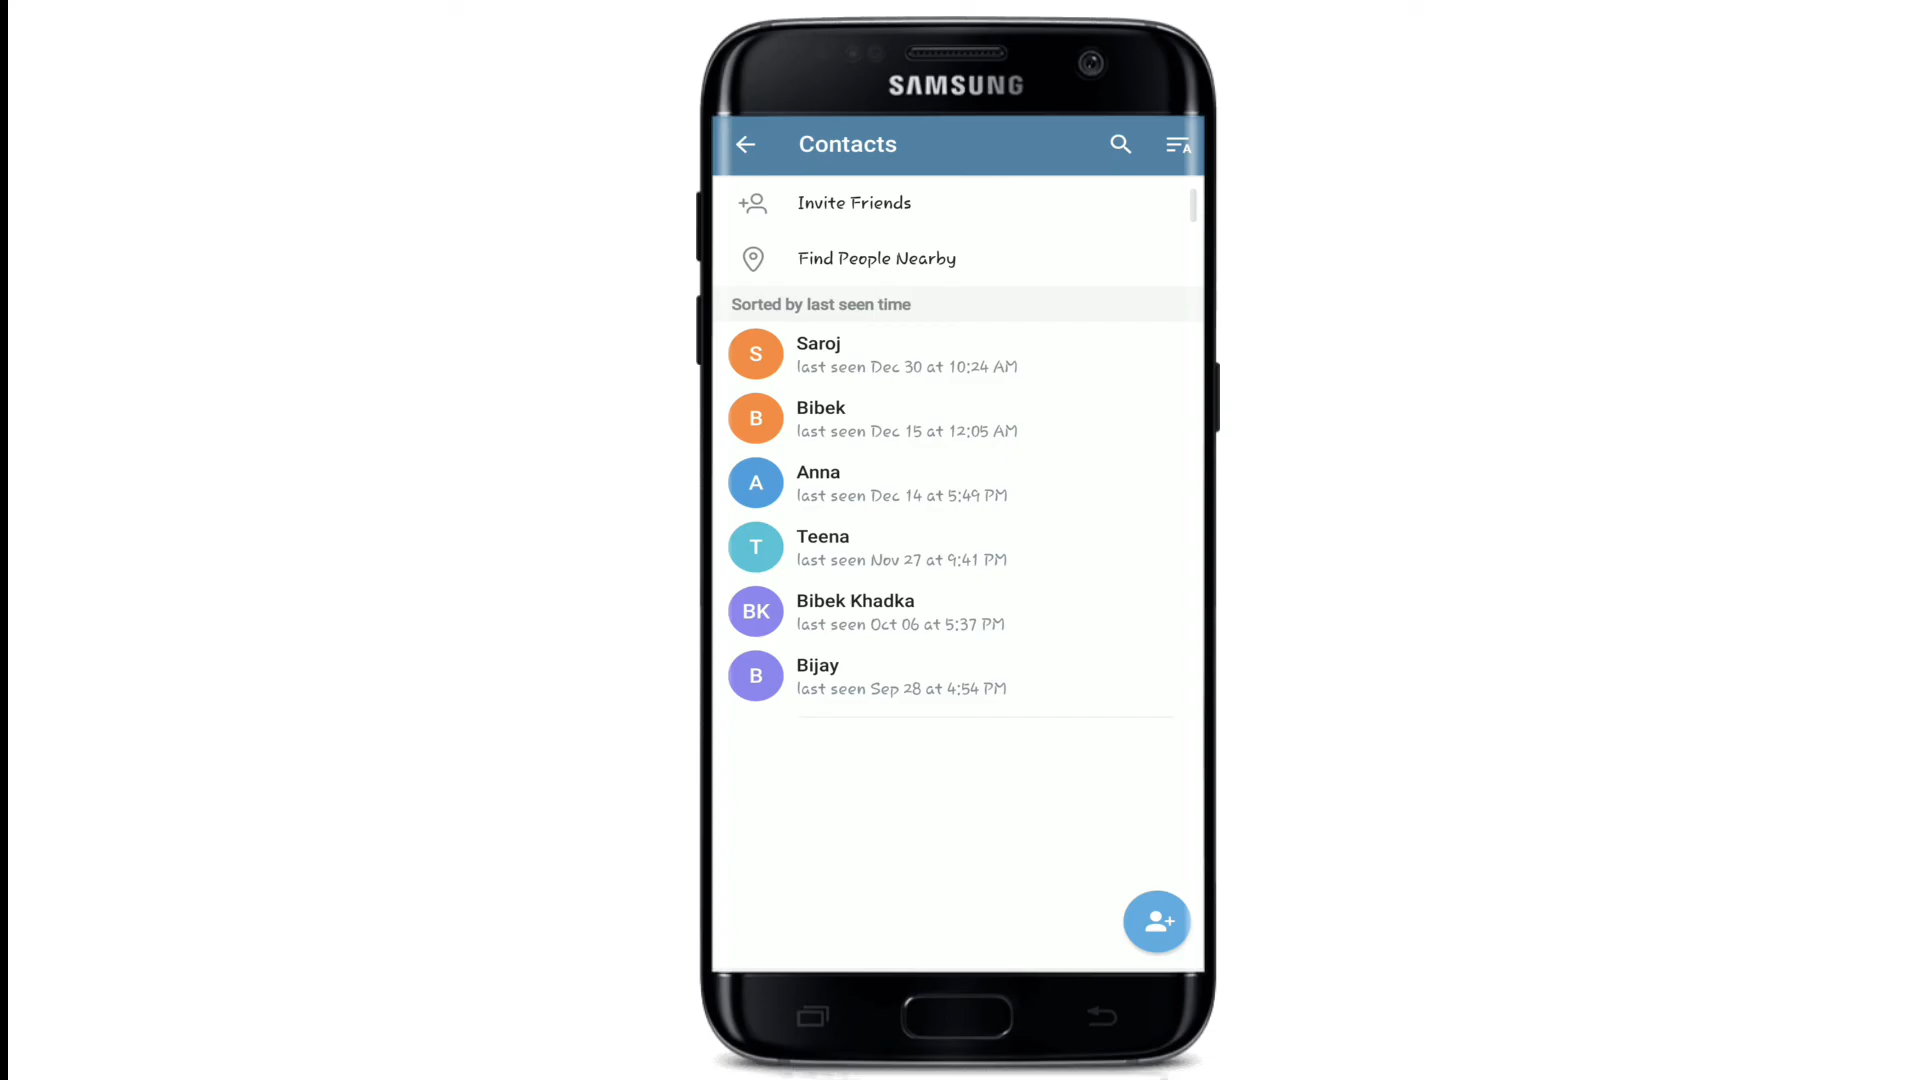 SAMSUNG
Contacts
Invite Friends
Find People Nearby
Sorted by last seen time
S
Saroj
last seen Dec 30 at 10:24 AM
B
Bibek
last seen Dec 15 at 12:05 AM
A
Anna
last seen Dec 14 at 5:49 PM
T
Teena
last seen Nov 27 at 9:41 PM
BK
Bibek Khadka
last seen Oct 06 at 5:37 PM
B
Bijay
last seen Sep 28 at 4:54 PM